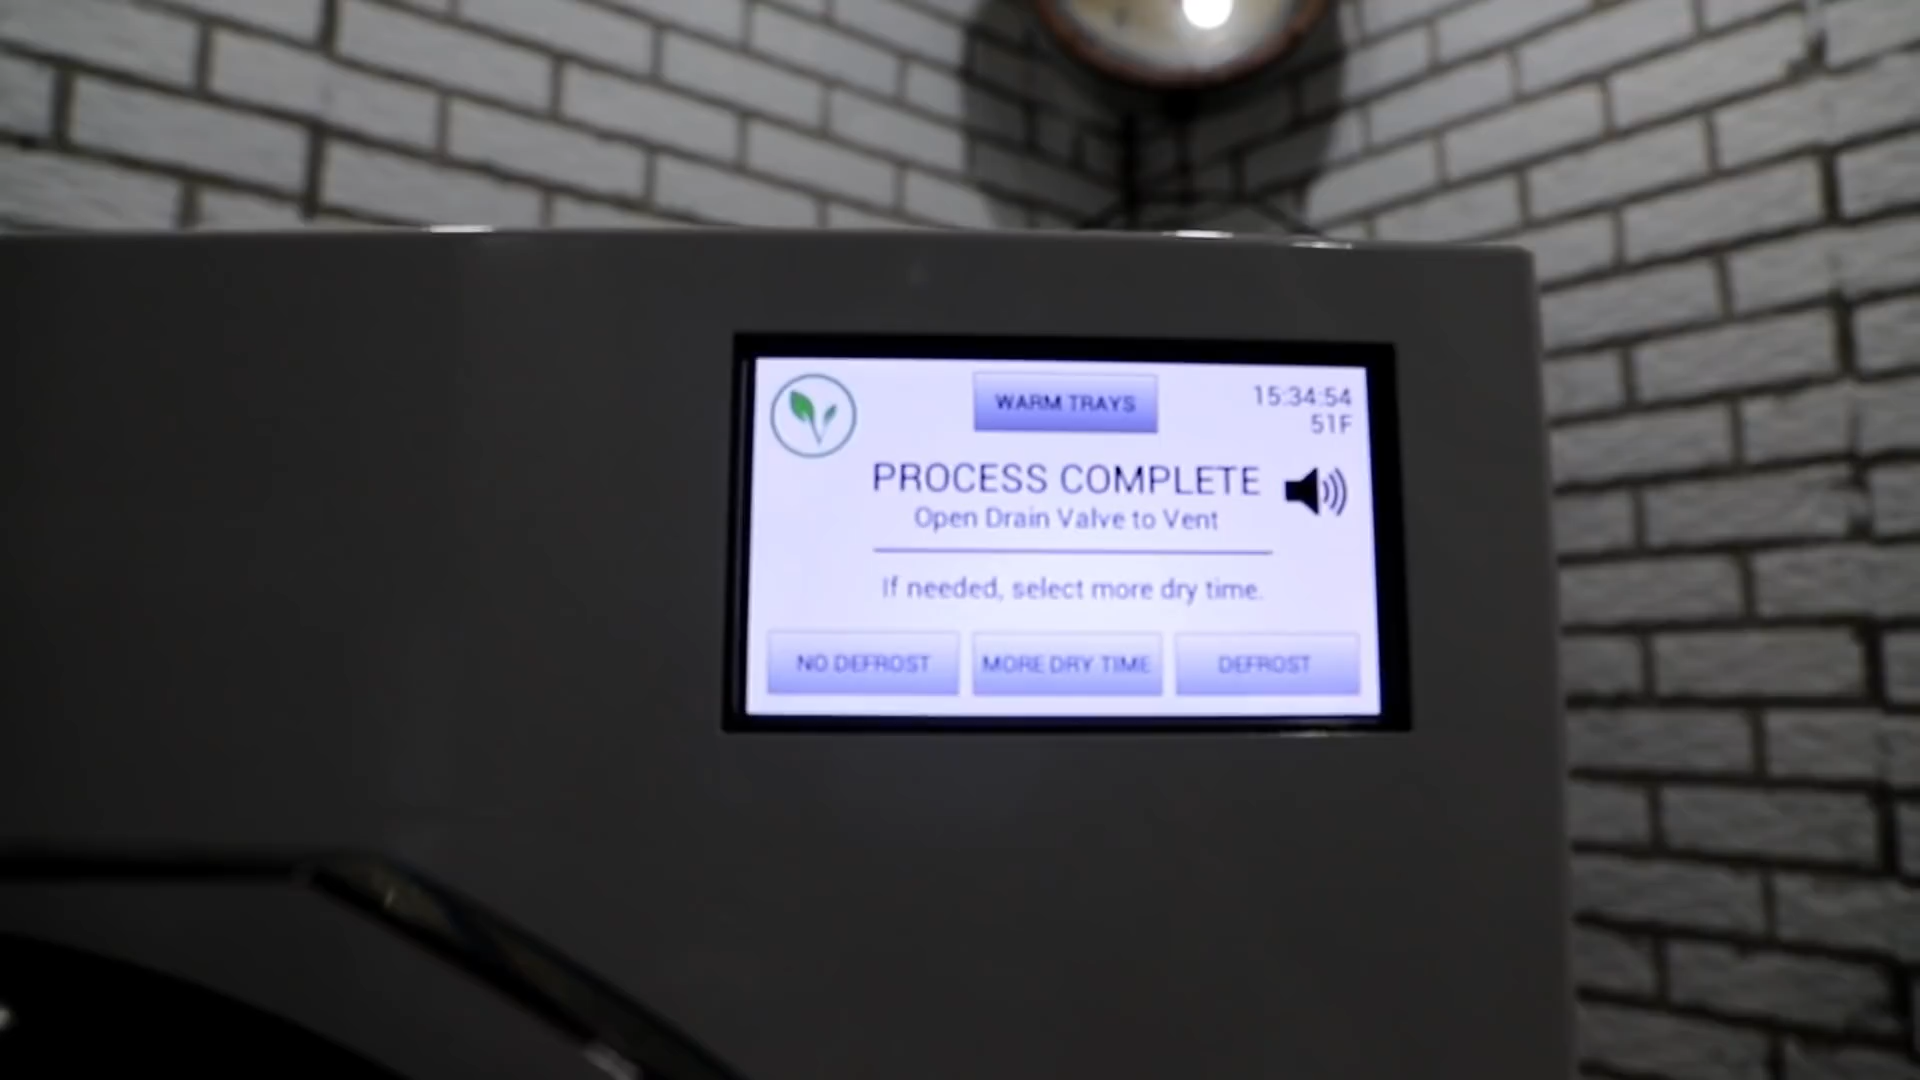 WARM TRAYS
15:34:54
51F
PROCESS COMPLETE
Open Drain Valve to Vent
If needed, select more dry time.
NO DEFROST
MORE DRY TIME
DEFROST